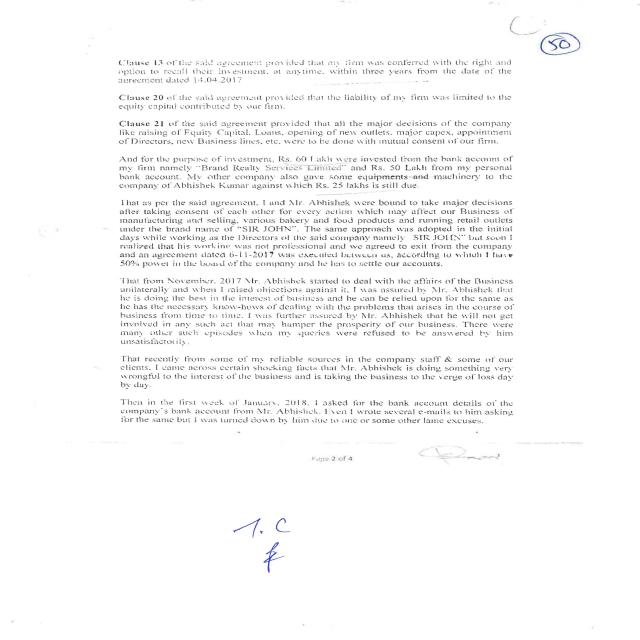 50
Clause 13 of the said agreement provided that my firm was conferred with the right and
option to recall their Investment, at anytime, within three years from the date of the
agreement dated 14.04.2017
Clause 20 of the said agreement provided that the liability of my firm was limited to the
equity capital contributed by our firm.
Clause 21 of the said agreement provided that all the major decisions of the company
like raising of Equity Capital, Loans, opening of new outlets, major capex, appointment
of Directors, new Business lines, etc. were to be done with mutual consent of our firm.
And for the purpose of investment, Rs. 60 Lakh were invested from the bank account of
my firm namely "Brand Realty Services Limited" and Rs. 50 Lakh from my personal
bank account. My other company also gave some equipments and machinery to the
company of Abhishek Kumar against which Rs. 25 lakhs is still due.
That as per the said agreement, I and Mr. Abhishek were bound to take major decisions
after taking consent of each other for every action which may affect our Business of
manufacturing and selling, various bakery and food products and running retail outlets
under the brand name of "SIR JOHN". The same approach was adopted in the initial
days while working as the Directors of the said company namely SIR JOHN" but soon I
realized that his working was not professional and we agreed to exit from the company
and an agreement dated 6-11-2017 was executed between us, according to which I have
50% power in the board of the company and he has to settle our accounts.
That from November, 2017 Mr. Abhishek started to deal with the affairs of the Business
unilaterally and when I raised objections against it, I was assured by Mr. Abhishek that
he is doing the best in the interest of business and he can be relied upon for the same as
he has the necessary know-hows of dealing with the problems that arises in the course of
business from time to time. I was further assured by Mr. Abhishek that he will not get
involved in any such act that may hamper the prosperity of our business. There were
many other such episodes when my queries were refused to be answered by him
unsatisfactorily.
That recently from some of my reliable sources in the company staff & some of our
clients, I came across certain shocking facts that Mr. Abhishek is doing something very
wrongful to the interest of the business and is taking the business to the verge of loss day
by day.
Then in the first week of January, 2018, I asked for the bank account details of the
company's bank account from Mr. Abhishek. Even I wrote several e-mails to him asking
for the same but I was turned down by him due to one or some other lame excuses.
Page 2 of 4
T. C